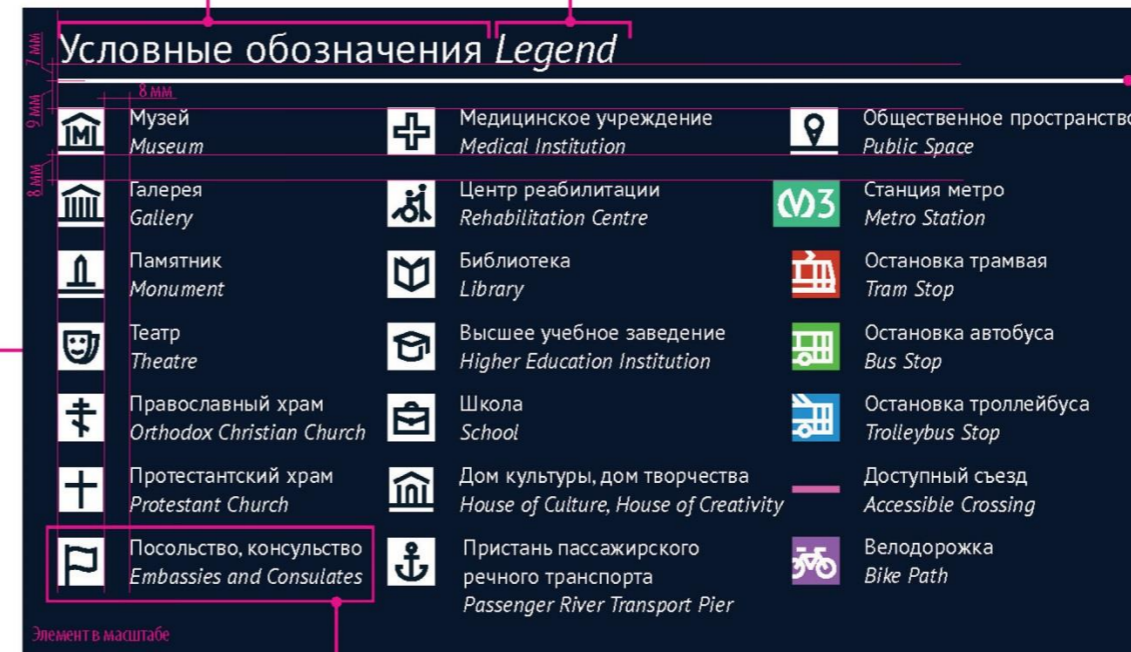 Условные обозначения Legend
7 мм
9 мм
8 мм
8 мм
Музей
Museum
Галерея
Gallery
Памятник
Monument
Театр
Theatre
Православный храм
Orthodox Christian Church
Протестантский храм
Protestant Church
Посольство, консульство
Embassies and Consulates
Медицинское учреждение
Medical Institution
Центр реабилитации
Rehabilitation Centre
Библиотека
Library
Высшее учебное заведение
Higher Education Institution
Школа
School
Дом культуры, дом творчества
House of Culture, House of Creativity
Пристань пассажирского
речного транспорта
Passenger River Transport Pier
Общественное пространство
Public Space
М3
Станция метро
Metro Station
Остановка трамвая
Tram Stop
Остановка автобуса
Bus Stop
Остановка троллейбуса
Trolleybus Stop
Доступный съезд
Accessible Crossing
Велодорожка
Bike Path
Элемент в масштабе